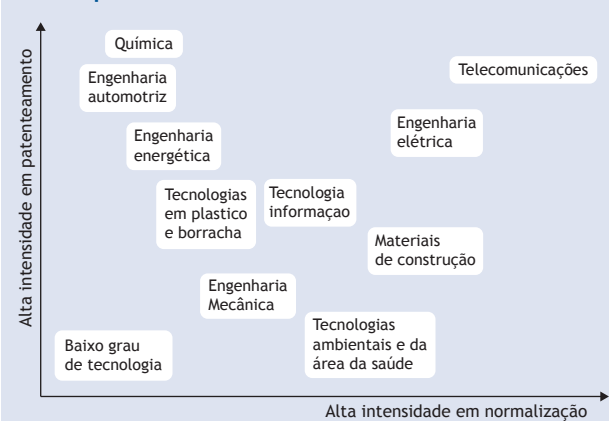 Química
Engenharia
automotriz
Telecomunicações
Engenharia
elétrica
Engenharia
energética
Tecnologias
em plastico
e borracha
Tecnologia
informaçao
Materiais
de construção
Engenharia
Mecânica
Tecnologias
ambientais e da
área da saúde
Baixo grau
de tecnologia
Alta intensidade em patenteamento
Alta intensidade em normalização